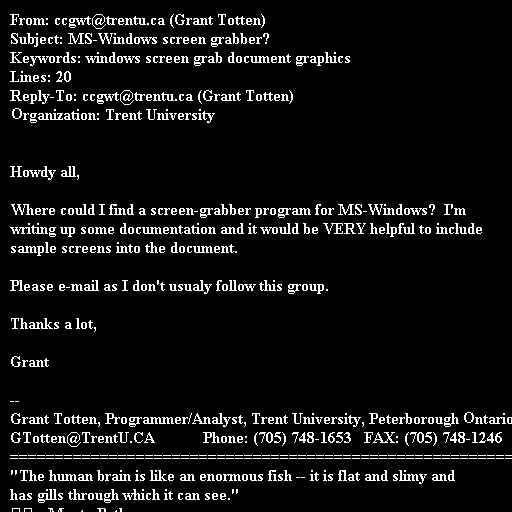 From: ccgwt@trentu.ca (Grant Totten)
Subject: MS-Windows screen grabber?
Keywords: windows screen grab document graphics
Lines: 20
Reply-To: ccgwt@trentu.ca (Grant Totten)
Organization: Trent University
Howdy all,
Where could I find a screen-grabber program for MS-Windows?  I'm
writing up some documentation and it would be VERY helpful to include
sample screens into the document.
Please e-mail as I don't usualy follow this group.
Thanks a lot,
Grant
--
Grant Totten, Programmer/Analyst, Trent University, Peterborough Ontario
GTotten@TrentU.CA            Phone: (705) 748-1653   FAX: (705) 748-1246
========================================================================
"The human brain is like an enormous fish -- it is flat and slimy and
has gills through which it can see."